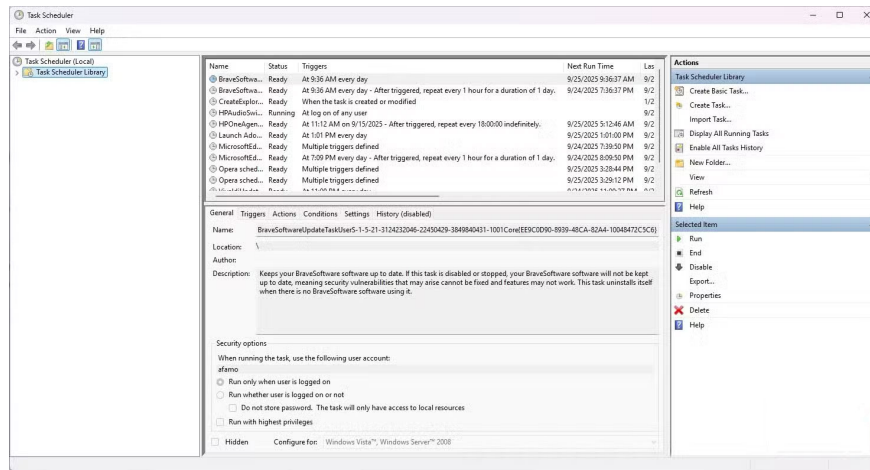 Task Scheduler
File Action View Help
Task Scheduler (Local)
Task Scheduler Library
Name Status Triggers Next Run Time Las
BraveSoftwa... Ready At 9:36 AM every day 9/25/2025 9:36:37 AM 9/2
BraveSoftwa... Ready At 9:36 AM every day - After triggered, repeat every 1 hour for a duration of 1 day. 9/24/2025 7:36:37 PM 9/2
CreateExplor... Ready When the task is created or modified 1/2
HPAudioSwi... Running At log on of any user 9/2
HPOneAgen... Ready At 11:12 AM on 9/15/2025 - After triggered, repeat every 18:00:00 indefinitely. 9/25/2025 5:12:46 AM 9/2
Launch Ado... Ready At 1:01 PM every day 9/25/2025 1:01:00 PM 9/2
MicrosoftEd... Ready Multiple triggers defined 9/24/2025 7:39:50 PM 9/2
MicrosoftEd... Ready At 7:09 PM every day - After triggered, repeat every 1 hour for a duration of 1 day. 9/24/2025 8:09:50 PM 9/2
Opera sched... Ready Multiple triggers defined 9/25/2025 3:28:44 PM 9/2
Opera sched... Ready Multiple triggers defined 9/25/2025 3:29:12 PM 9/2
General Triggers Actions Conditions Settings History (disabled)
Name: BraveSoftwareUpdateTaskUserS-1-5-21-3124232046-22450429-3849840431-1001Core{EE9C0D90-8939-48CA-82A4-10048472C5C6}
Location: \
Author:
Description: Keeps your BraveSoftware software up to date. If this task is disabled or stopped, your BraveSoftware software will not be kept
up to date, meaning security vulnerabilities that may arise cannot be fixed and features may not work. This task uninstalls itself
when there is no BraveSoftware software using it.
Security options
When running the task, use the following user account:
afamo
Run only when user is logged on
Run whether user is logged on or not
Do not store password. The task will only have access to local resources
Run with highest privileges
Hidden Configure for: Windows Vista™, Windows Server™ 2008
Actions
Task Scheduler Library
Create Basic Task...
Create Task...
Import Task...
Display All Running Tasks
Enable All Tasks History
New Folder...
View
Refresh
Help
Selected Item
Run
End
Disable
Export...
Properties
Delete
Help